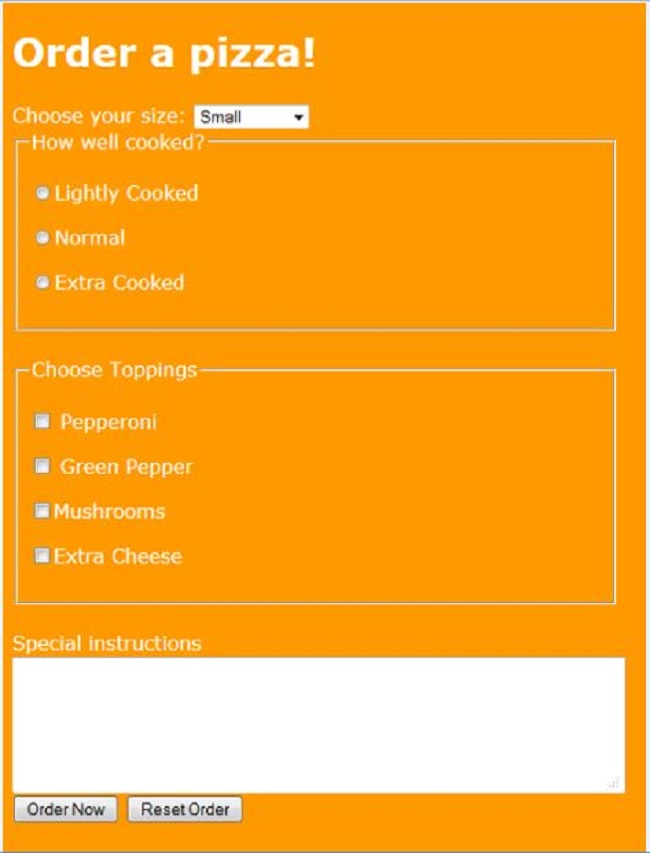 Order a pizza!
Choose your size: Small
How well cooked?
Lightly Cooked
Normal
Extra Cooked
Choose Toppings
Pepperoni
Green Pepper
Mushrooms
Extra Cheese
Special instructions
Order Now Reset Order